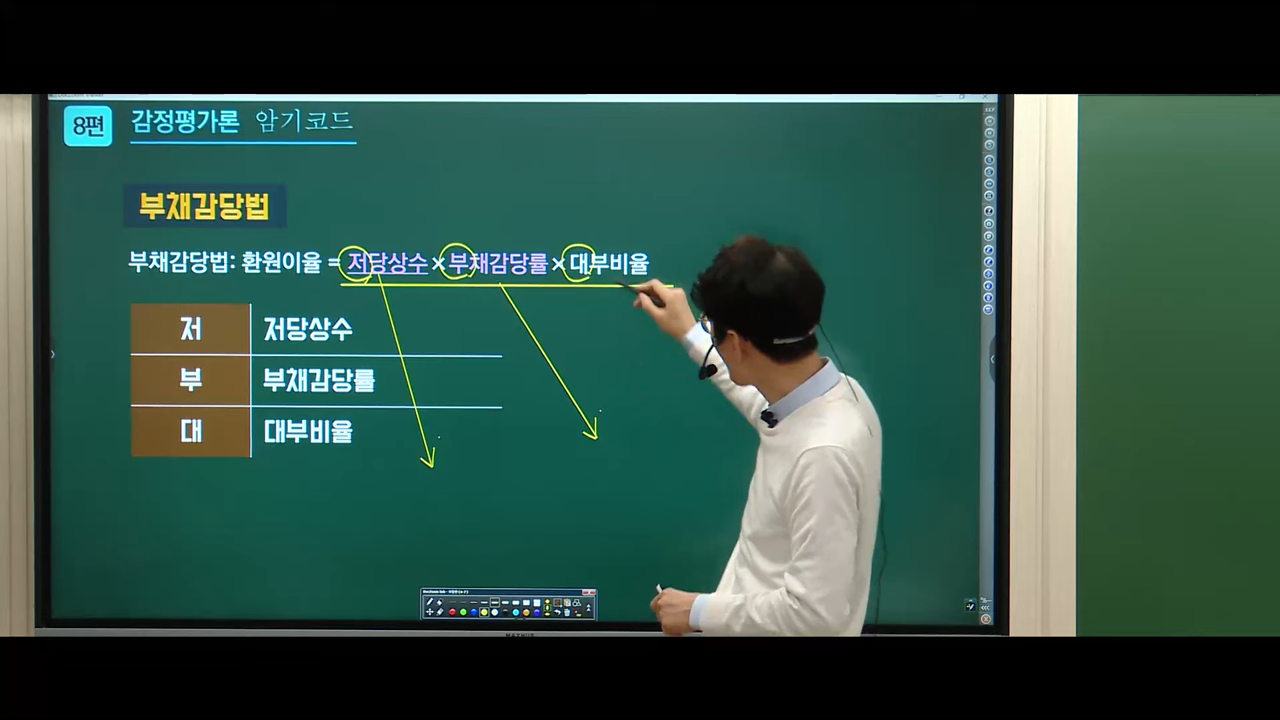 8편 감정평가론 암기코드
부채감당법
부채감당법: 환원이율 = 저당상수×부채감당률×대부비율
저 저당상수
부 부채감당률
대 대부비율